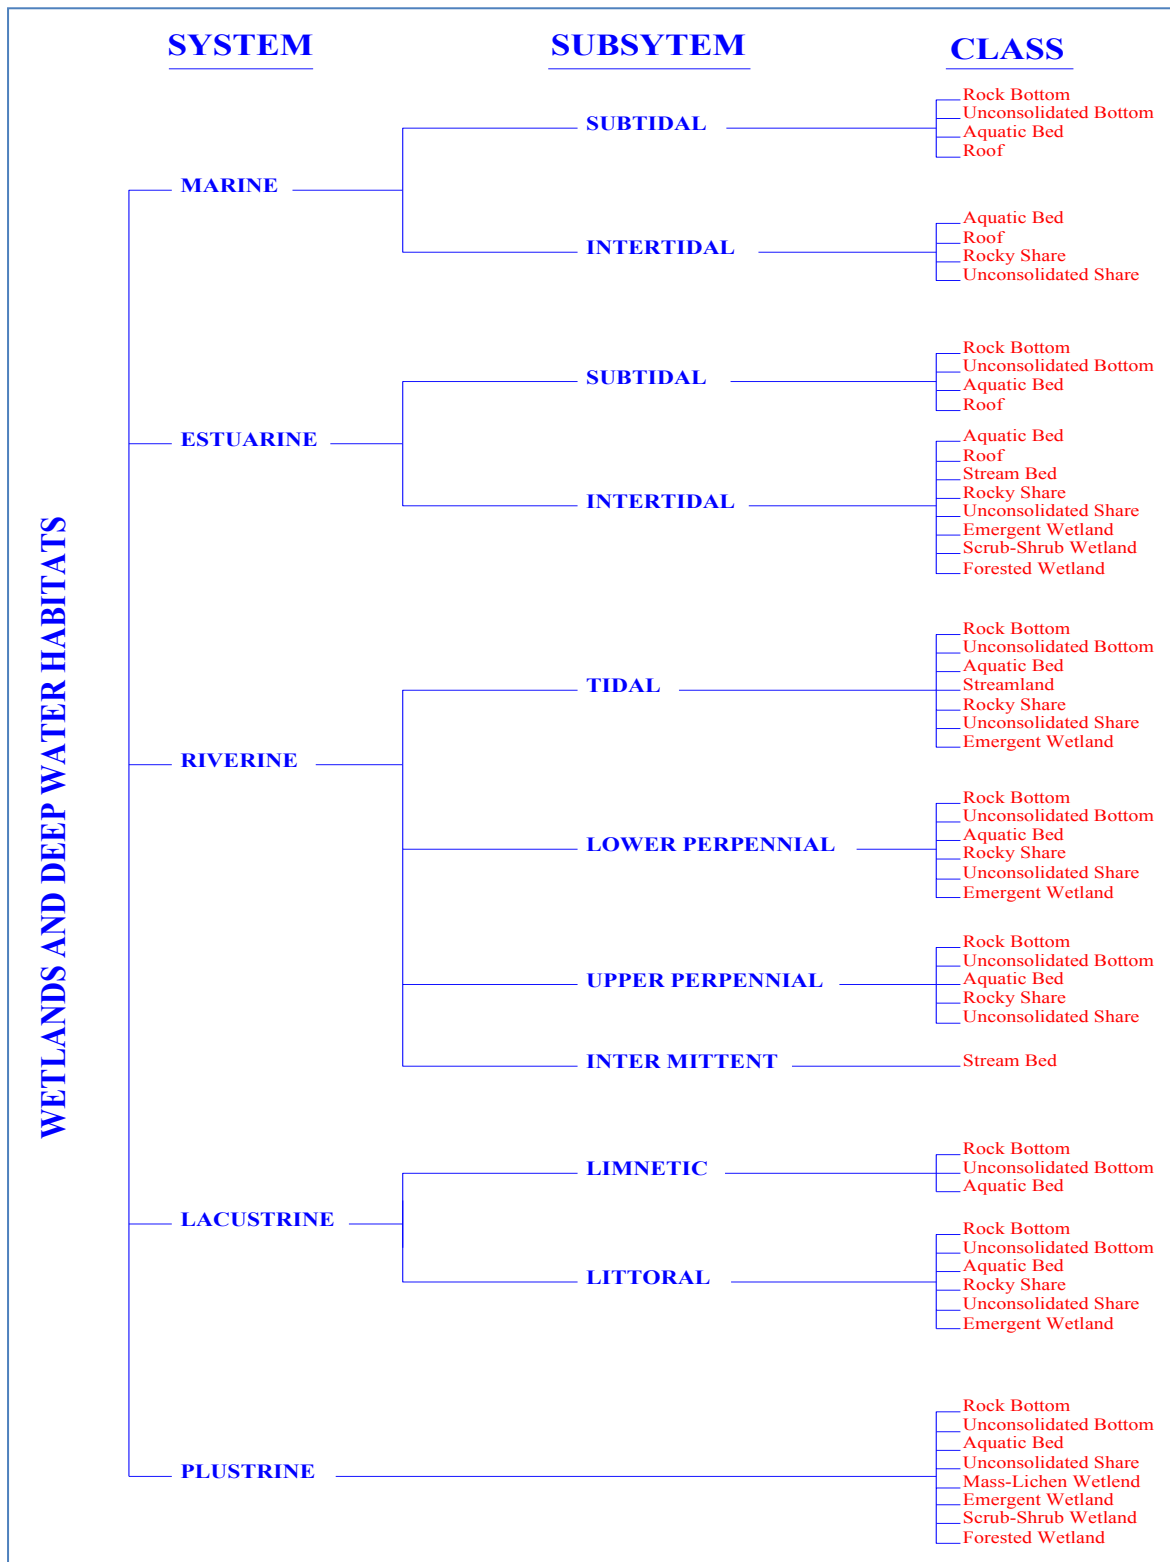 SYSTEM
SUBSYTEM
CLASS
WETLANDS AND DEEP WATER HABITATS
MARINE
SUBTIDAL
Rock Bottom
Unconsolidated Bottom
Aquatic Bed
Roof
INTERTIDAL
Aquatic Bed
Roof
Rocky Share
Unconsolidated Share
ESTUARINE
SUBTIDAL
Rock Bottom
Unconsolidated Bottom
Aquatic Bed
Roof
INTERTIDAL
Aquatic Bed
Roof
Stream Bed
Rocky Share
Unconsolidated Share
Emergent Wetland
Scrub-Shrub Wetland
Forested Wetland
RIVERINE
TIDAL
Rock Bottom
Unconsolidated Bottom
Aquatic Bed
Streamland
Rocky Share
Unconsolidated Share
Emergent Wetland
LOWER PERPENNIAL
Rock Bottom
Unconsolidated Bottom
Aquatic Bed
Rocky Share
Unconsolidated Share
Emergent Wetland
UPPER PERPENNIAL
Rock Bottom
Unconsolidated Bottom
Aquatic Bed
Rocky Share
Unconsolidated Share
INTER MITTENT
Stream Bed
LACUSTRINE
LIMNETIC
Rock Bottom
Unconsolidated Bottom
Aquatic Bed
LITTORAL
Rock Bottom
Unconsolidated Bottom
Aquatic Bed
Rocky Share
Unconsolidated Share
Emergent Wetland
PLUSTRINE
Rock Bottom
Unconsolidated Bottom
Aquatic Bed
Unconsolidated Share
Mass-Lichen Wetlend
Emergent Wetland
Scrub-Shrub Wetland
Forested Wetland